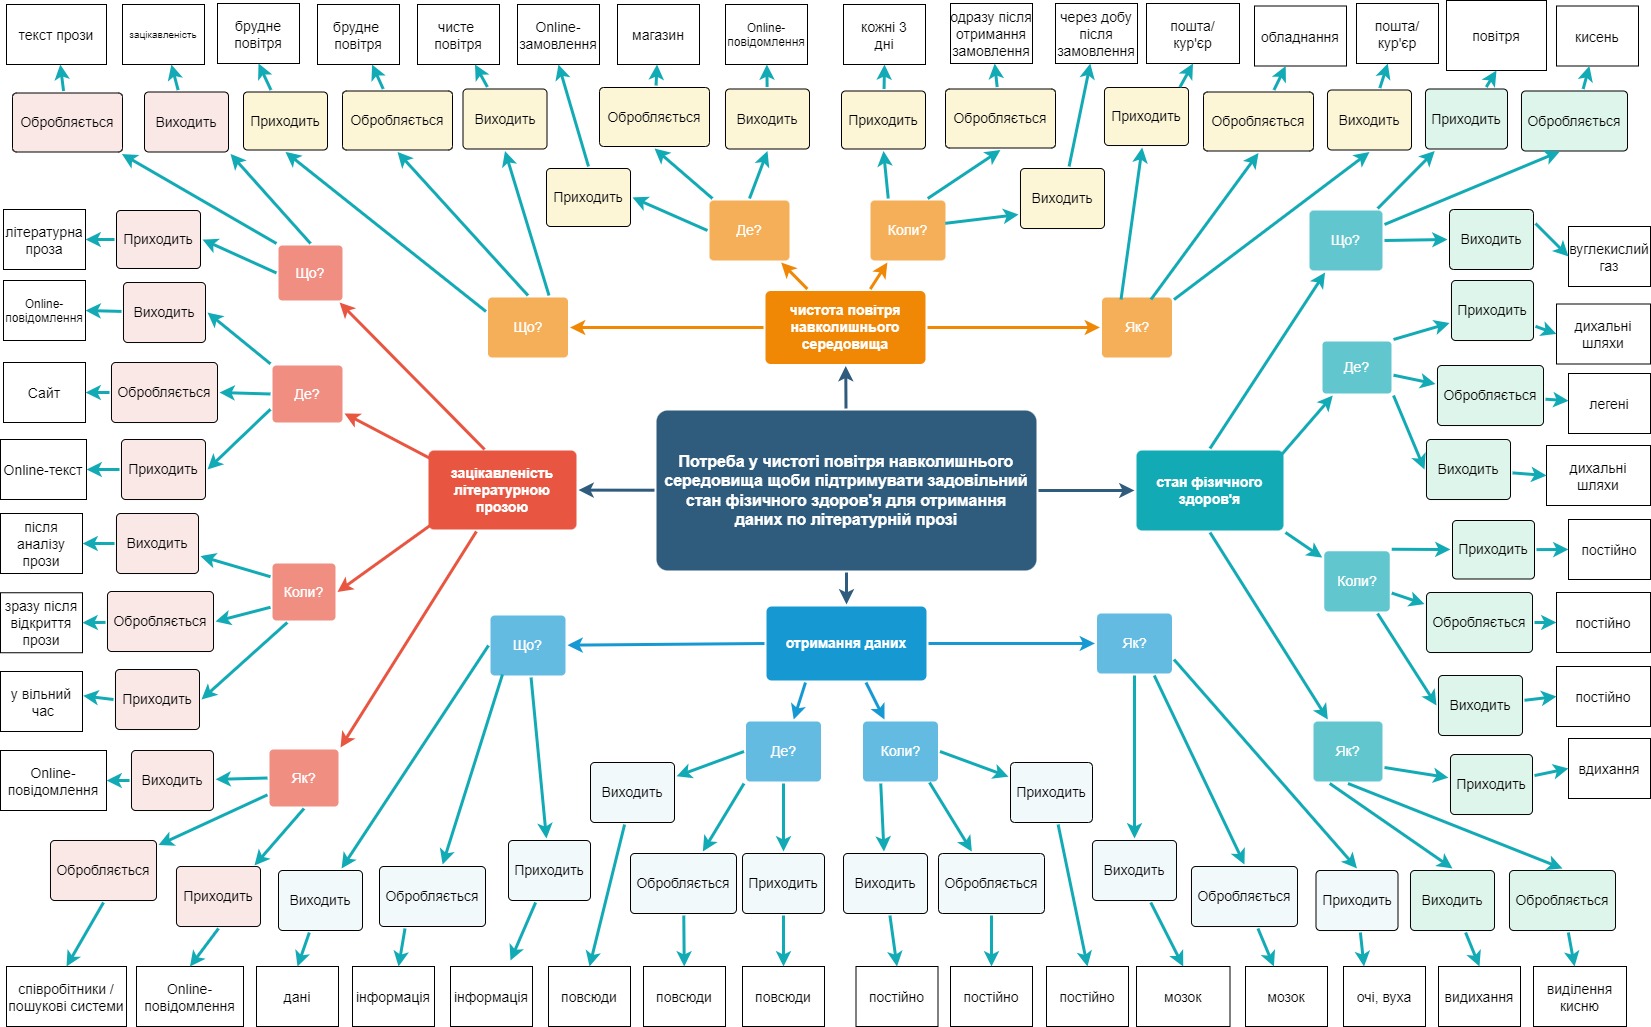 текст прози
зацікавленість
брудне
повітря
брудне
повітря
чисте
повітря
Online-
замовлення
магазин
Online-
повідомлення
кожні 3
дні
одразу після
отримання
замовлення
через добу
після
замовлення
пошта/
кур'єр
обладнання
пошта/
кур'єр
повітря
кисень
Обробляється
Виходить
Приходить
Обробляється
Виходить
Обробляється
Виходить
Приходить
Обробляється
Приходить
Обробляється
Виходить
Приходить
Обробляється
Приходить
Виходить
літературна
проза
Приходить
Що?
Де?
Коли?
Що?
Виходить
вуглекислий
газ
Online-
повідомлення
Виходить
Що?
чистота повітря
навколишнього
середовища
Як?
Приходить
дихальні
шляхи
Сайт
Обробляється
Де?
Де?
Обробляється
легені
Online-текст
Приходить
зацікавленість
літературною
прозою
Потреба у чистоті повітря навколишнього
середовища щоби підтримувати задовільний
стан фізичного здоров'я для отримання
даних по літературній прозі
стан фізичного
здоров'я
Виходить
дихальні
шляхи
після
аналізу
прози
Виходить
Коли?
Коли?
Приходить
постійно
зразу після
відкриття
прози
Обробляється
Що?
отримання даних
Як?
Обробляється
постійно
у вільний
час
Приходить
Виходить
постійно
Online-
повідомлення
Виходить
Як?
Де?
Коли?
Як?
Приходить
вдихання
Виходить
Приходить
Обробляється
Приходить
Виходить
Обробляється
Приходить
Обробляється
Приходить
Виходить
Обробляється
Виходить
Обробляється
Приходить
Виходить
Обробляється
співробітники /
пошукові системи
Online-
повідомлення
дані
інформація
інформація
повсюди
повсюди
повсюди
постійно
постійно
постійно
мозок
мозок
очі, вуха
видихання
виділення
кисню